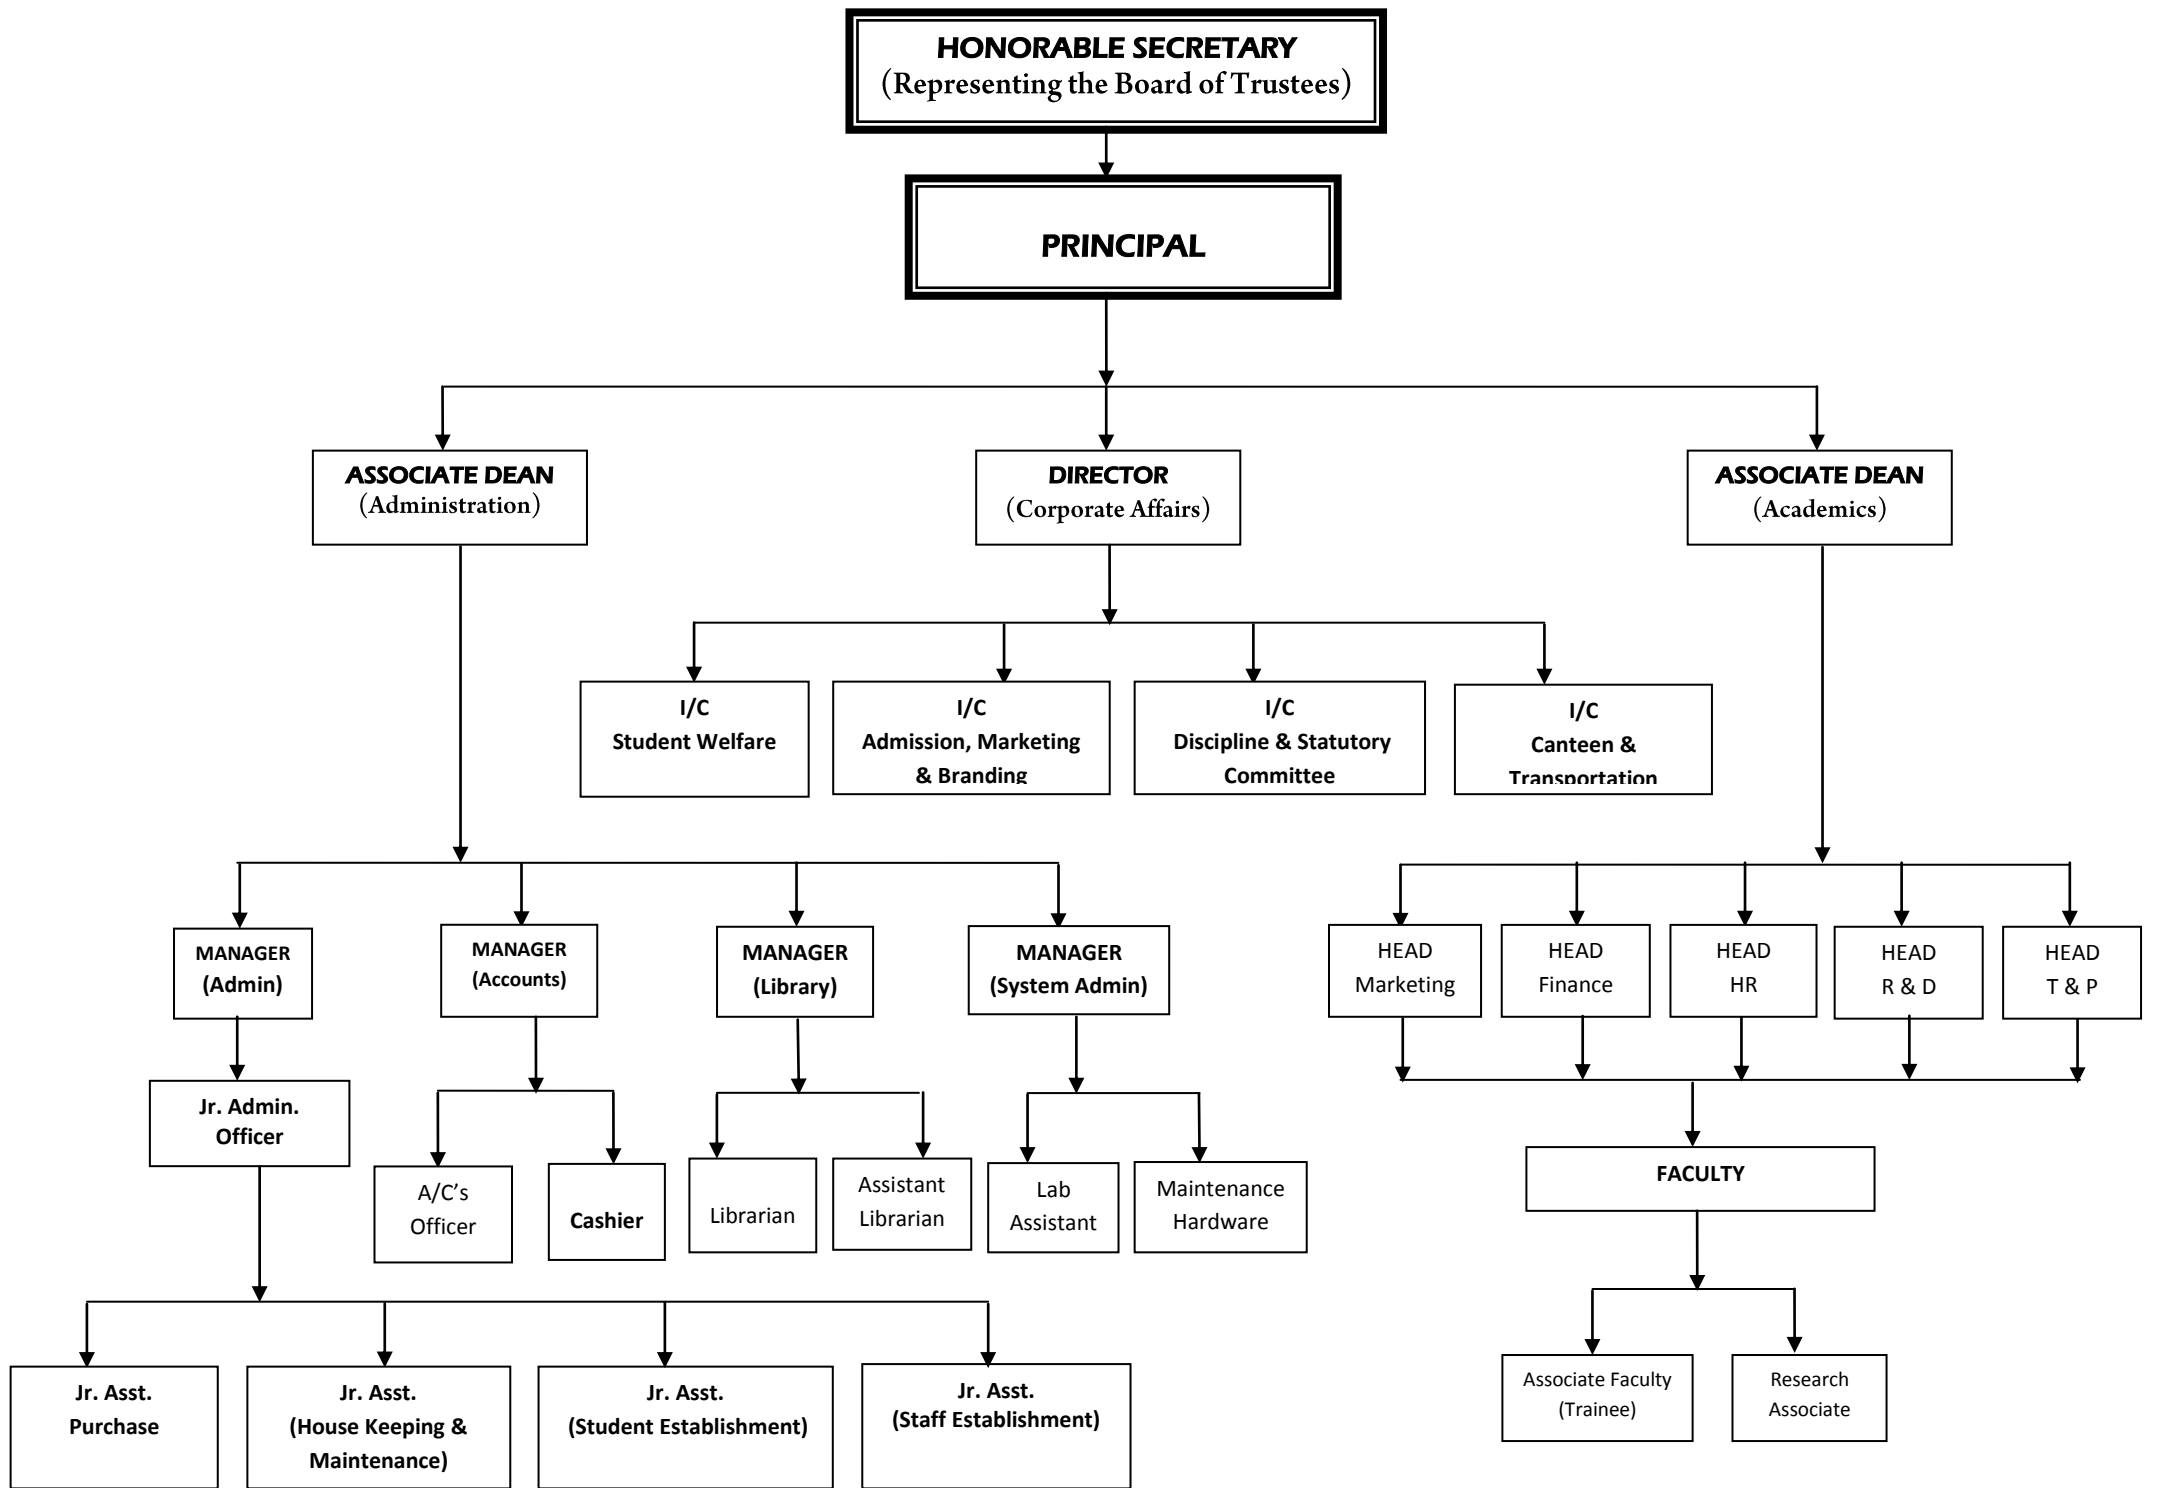 HONORABLE SECRETARY
(Representing the Board of Trustees)
PRINCIPAL
ASSOCIATE DEAN
(Administration)
DIRECTOR
(Corporate Affairs)
ASSOCIATE DEAN
(Academics)
I/C
Student Welfare
I/C
Admission, Marketing
& Branding
I/C
Discipline & Statutory
Committee
I/C
Canteen &
Transportation
MANAGER
(Admin)
MANAGER
(Accounts)
MANAGER
(Library)
MANAGER
(System Admin)
HEAD
Marketing
HEAD
Finance
HEAD
HR
HEAD
R & D
HEAD
T & P
Jr. Admin.
Officer
A/C’s
Officer
Cashier
Librarian
Assistant
Librarian
Lab
Assistant
Maintenance
Hardware
FACULTY
Jr. Asst.
Purchase
Jr. Asst.
(House Keeping &
Maintenance)
Jr. Asst.
(Student Establishment)
Jr. Asst.
(Staff Establishment)
Associate Faculty
(Trainee)
Research
Associate